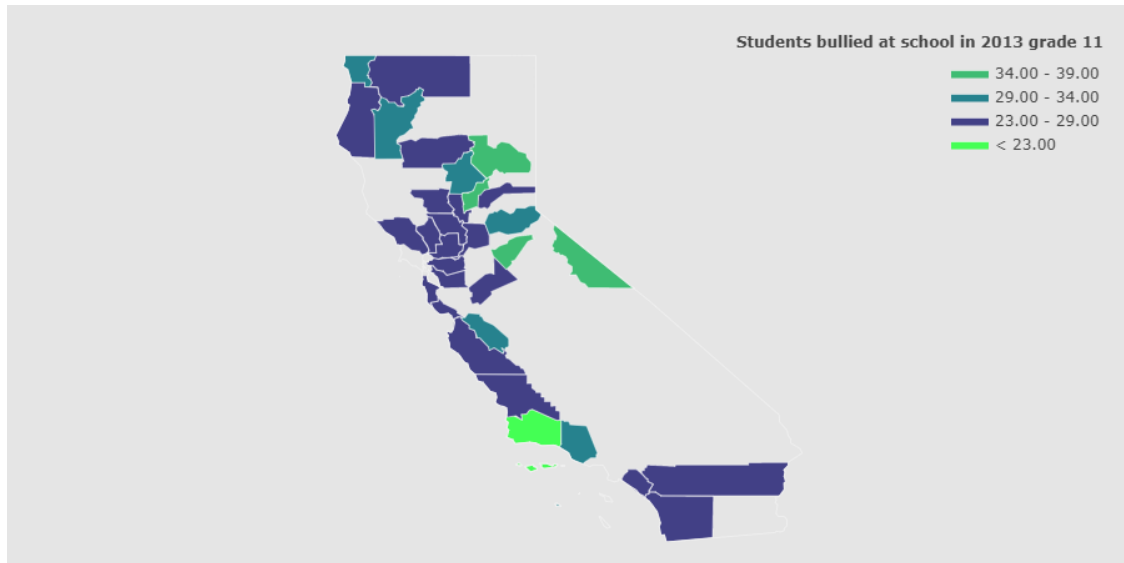 Students bullied at school in 2013 grade 11
34.00 - 39.00
29.00 - 34.00
23.00 - 29.00
< 23.00